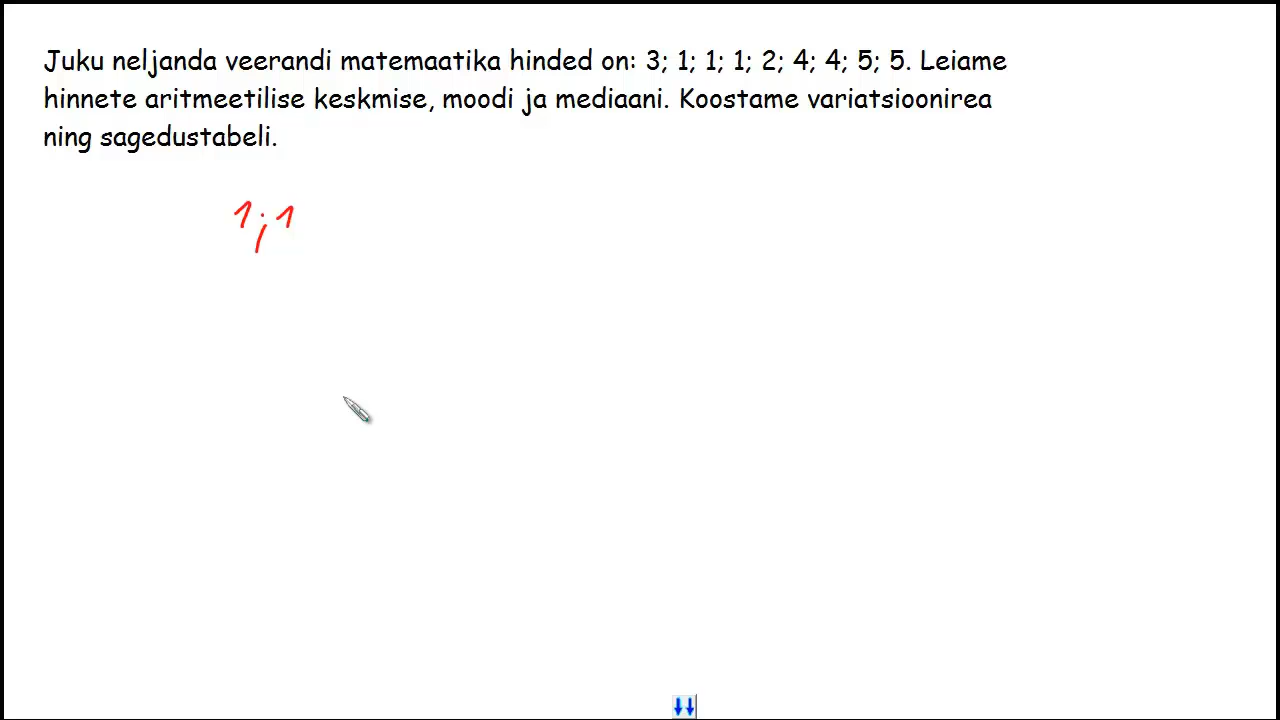 Juku neljanda veerandi matemaatika hinded on: 3; 1; 1; 1; 2; 4; 4; 5; 5. Leiame
hinnete aritmeetilise keskmise, moodi ja mediaani. Koostame variatsioonirea
ning sagedustabeli.
1; 1